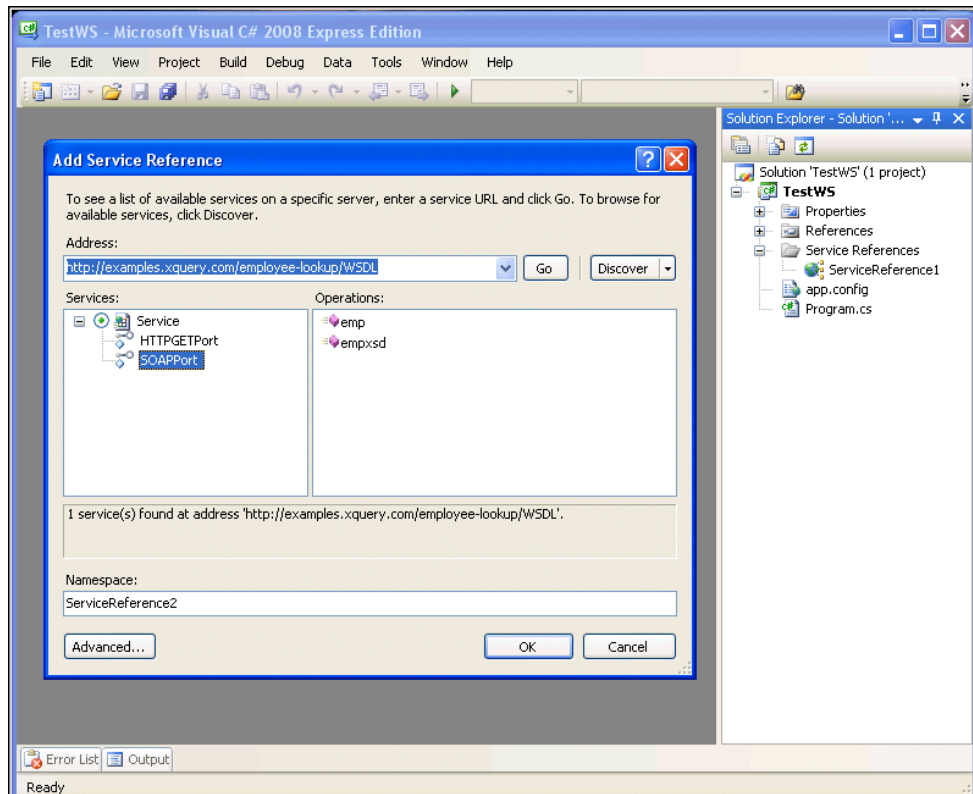 TestWS - Microsoft Visual C# 2008 Express Edition
File Edit View Project Build Debug Data Tools Window Help
Solution Explorer - Solution '...
Solution 'TestWS' (1 project)
TestWS
Properties
References
Service References
ServiceReference1
app.config
Program.cs
Add Service Reference
To see a list of available services on a specific server, enter a service URL and click Go. To browse for
available services, click Discover.
Address:
http://examples.xquery.com/employee-lookup/WSDL
Go
Discover
Services:
Service
HTTPGETPort
SOAPPort
Operations:
emp
empxsd
1 service(s) found at address 'http://examples.xquery.com/employee-lookup/WSDL'.
Namespace:
ServiceReference2
Advanced...
OK
Cancel
Error List
Output
Ready